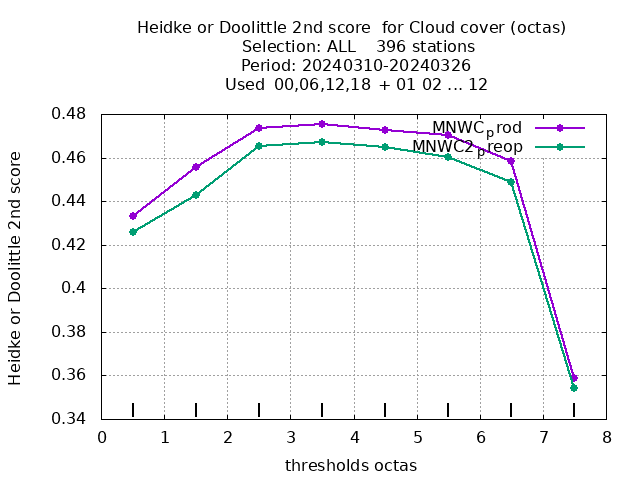 Heidke or Doolittle 2nd score  for Cloud cover (octas)
Selection: ALL    396 stations
Period: 20240310-20240326
Used  00,06,12,18 + 01 02 ... 12
MNWC_prod
MNWC2_preop
Heidke or Doolittle 2nd score
0.48
0.46
0.44
0.42
0.4
0.38
0.36
0.34
0 1 2 3 4 5 6 7 8
thresholds octas